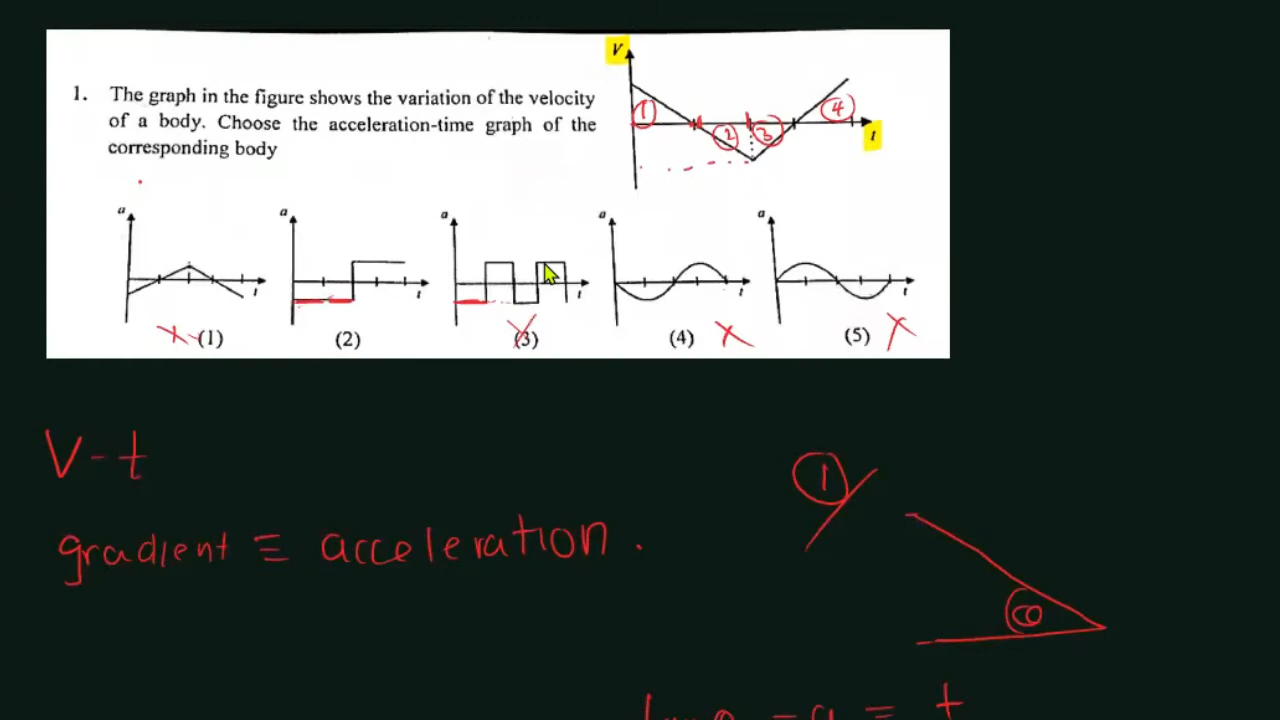 1. The graph in the figure shows the variation of the velocity
of a body. Choose the acceleration-time graph of the
corresponding body
V
t
1
2
3
4
a
t
(1)
a
t
(2)
a
t
(3)
a
t
(4)
a
t
(5)
V-t
gradient ≡ acceleration.
1